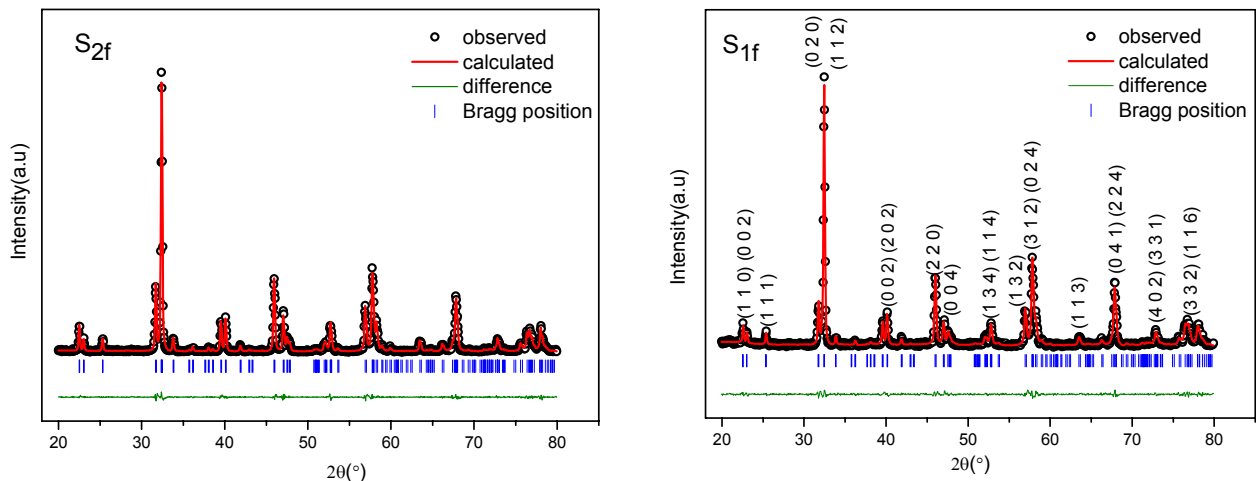 S2f
observed
calculated
difference
Bragg position
Intensity(a.u)
20 30 40 50 60 70 80
2θ(°)
S1f
observed
calculated
difference
Bragg position
Intensity(a.u)
(1 1 0) (0 0 2)
(1 1 1)
(0 2 0)
(1 1 2)
(0 0 2) (2 0 2)
(2 2 0)
(0 0 4)
(1 3 4) (1 1 4)
(1 3 2)
(3 1 2) (0 2 4)
(1 1 3)
(0 4 1) (2 2 4)
(4 0 2) (3 3 1)
(3 3 2) (1 1 6)
20 30 40 50 60 70 80
2θ(°)